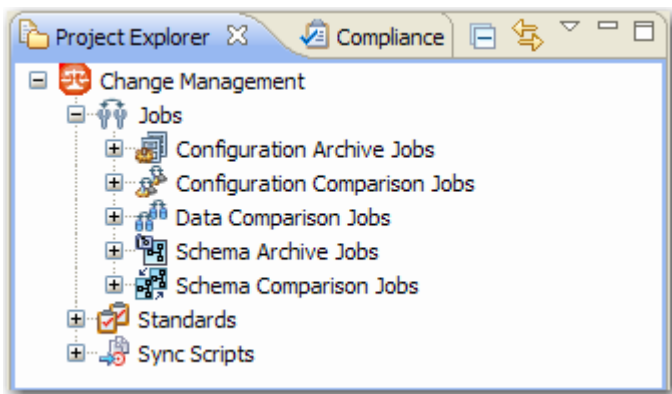 Project Explorer Compliance
Change Management
Jobs
Configuration Archive Jobs
Configuration Comparison Jobs
Data Comparison Jobs
Schema Archive Jobs
Schema Comparison Jobs
Standards
Sync Scripts